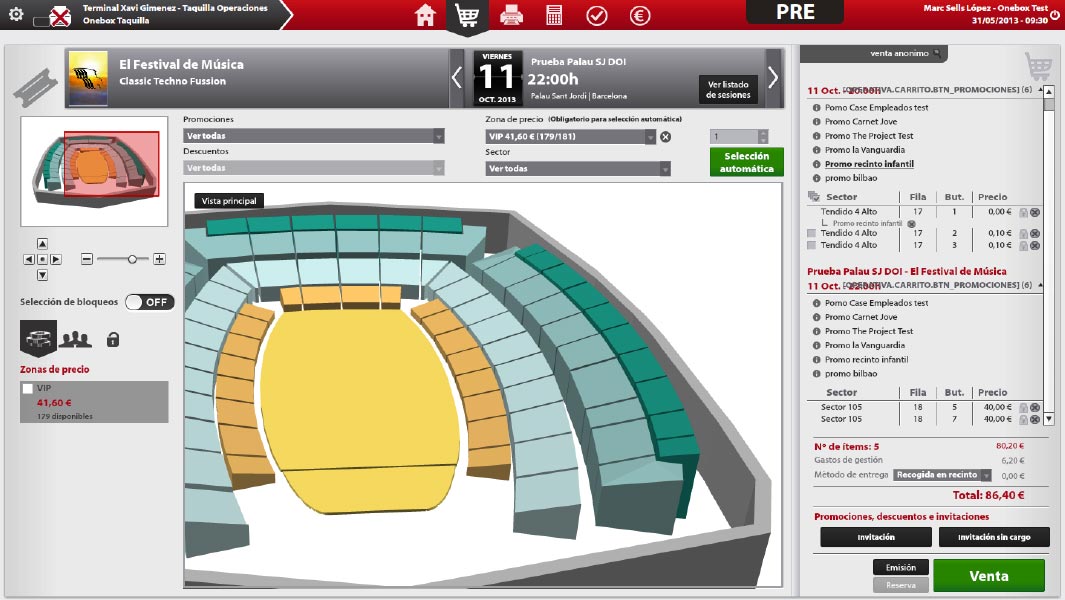 Terminal Xavi Gimenez - Taquilla Operaciones
Onebox Taquilla
PRE
Marc Sells López - Onebox Test
31/05/2013 - 09:30
El Festival de Música
Classic Techno Fussion
VIERNES
11
OCT. 2013
Prueba Palau SJ DOI
22:00h
Palau Sant Jordi | Barcelona
Ver listado
de sesiones
Promociones
Ver todas
Descuentos
Ver todas
Zona de precio (Obligatorio para selección automática)
VIP 41,60 € (179/181)
Sector
Ver todas
1
Selección
automática
Vista principal
Selección de bloqueos
OFF
Zonas de precio
VIP
41,60 €
179 disponibles
venta anonimo
11 Oct. [OPERATIVA.CARRITO.BTN_PROMOCIONES] (6)
Pomo Case Empleados test
Promo Carnet Jove
Promo The Project Test
Promo la Vanguardia
Promo recinto infantil
promo bilbao
Sector Fila But. Precio
Tendido 4 Alto 17 1 0,00 €
Promo recinto infantil
Tendido 4 Alto 17 2 0,10 €
Tendido 4 Alto 17 3 0,10 €
Prueba Palau SJ DOI - El Festival de Música
11 Oct. [OPERATIVA.CARRITO.BTN_PROMOCIONES] (6)
Pomo Case Empleados test
Promo Carnet Jove
Promo The Project Test
Promo la Vanguardia
Promo recinto infantil
promo bilbao
Sector Fila But. Precio
Sector 105 18 5 40,00 €
Sector 105 18 7 40,00 €
Nº de ítems: 5 80,20 €
Gastos de gestión 6,20 €
Método de entrega Recogida en recinto 0,00 €
Total: 86,40 €
Promociones, descuentos e invitaciones
Invitación
Invitación sin cargo
Emisión
Reserva
Venta